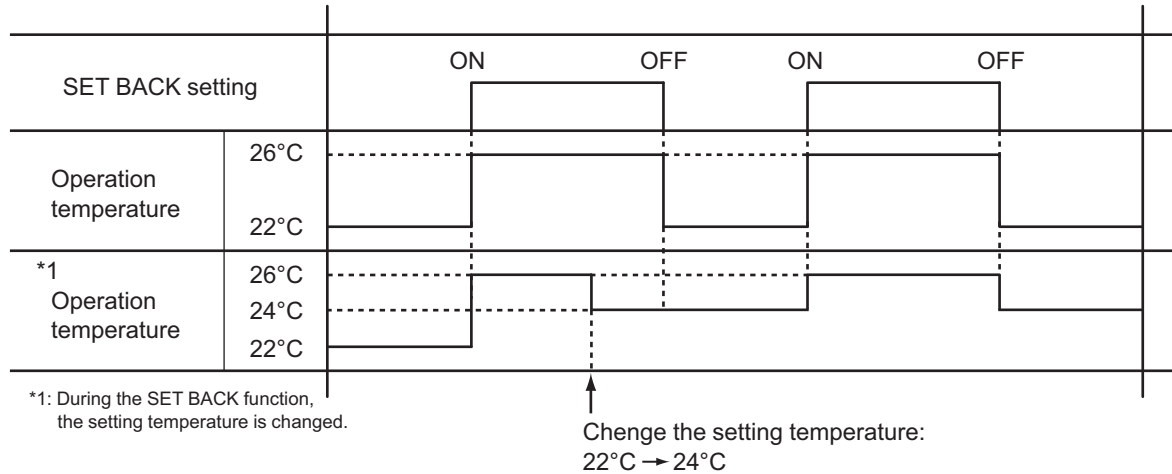 ON OFF ON OFF
SET BACK setting
26°C
Operation
temperature
22°C
*1
Operation
temperature
26°C
24°C
22°C
*1: During the SET BACK function,
the setting temperature is changed.
Chenge the setting temperature:
22°C → 24°C